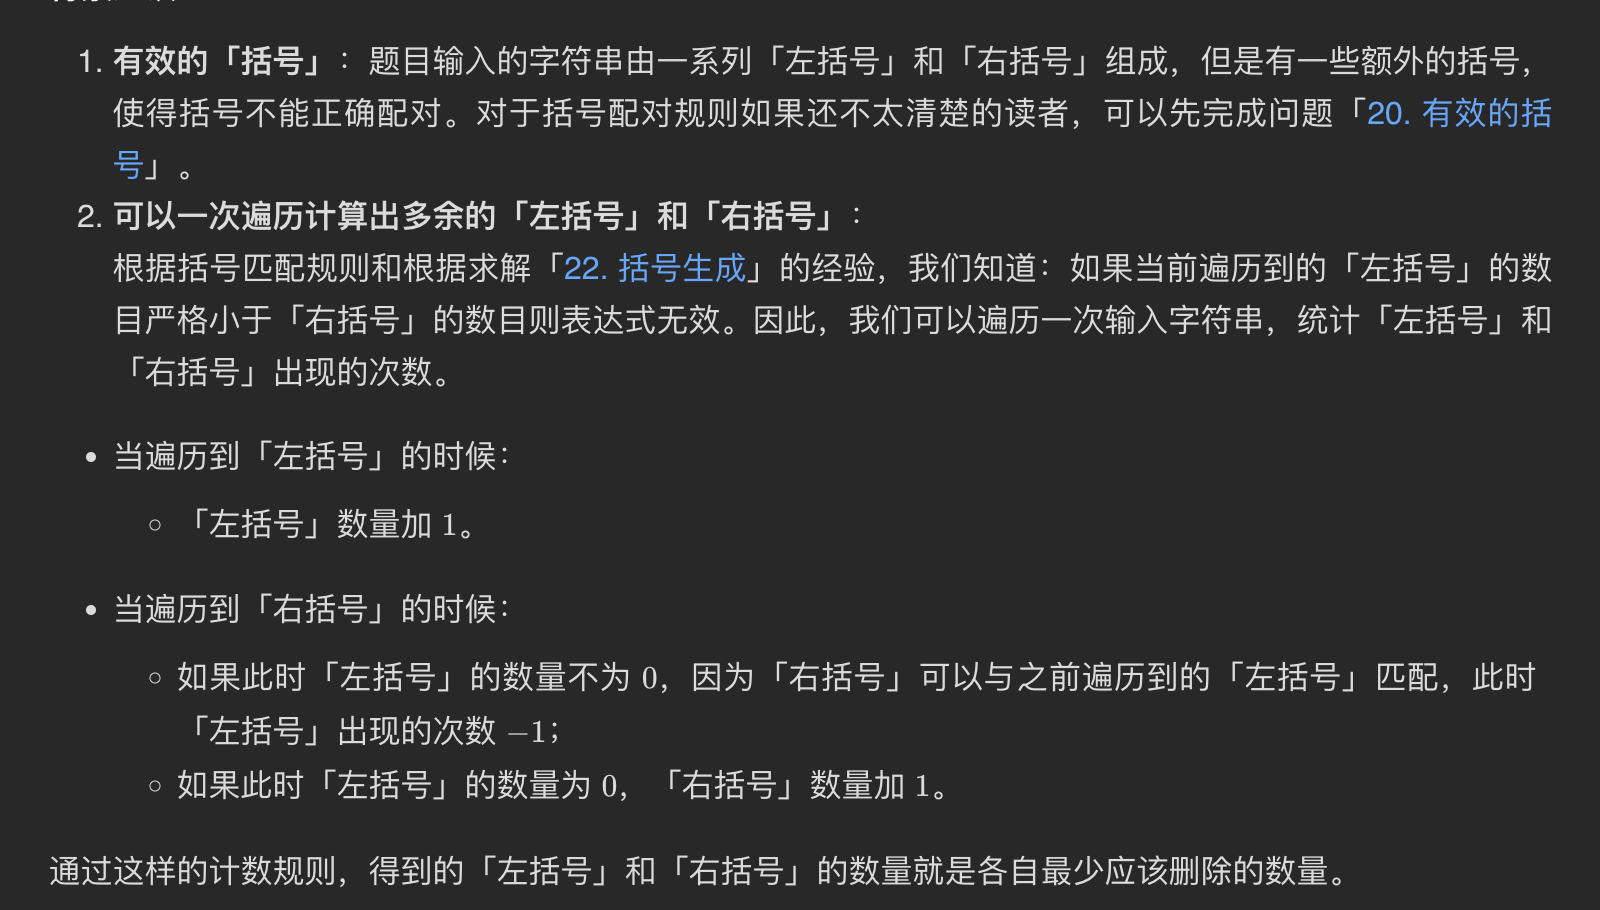 1. 有效的「括号」：题目输入的字符串由一系列「左括号」和「右括号」组成，但是有一些额外的括号，
使得括号不能正确配对。对于括号配对规则如果还不太清楚的读者，可以先完成问题「20. 有效的括
号」。
2. 可以一次遍历计算出多余的「左括号」和「右括号」：
根据括号匹配规则和根据求解「22. 括号生成」的经验，我们知道：如果当前遍历到的「左括号」的数
目严格小于「右括号」的数目则表达式无效。因此，我们可以遍历一次输入字符串，统计「左括号」和
「右括号」出现的次数。
• 当遍历到「左括号」的时候：
◦ 「左括号」数量加 1。
• 当遍历到「右括号」的时候：
◦ 如果此时「左括号」的数量不为 0，因为「右括号」可以与之前遍历到的「左括号」匹配，此时
「左括号」出现的次数 −1；
◦ 如果此时「左括号」的数量为 0，「右括号」数量加 1。
通过这样的计数规则，得到的「左括号」和「右括号」的数量就是各自最少应该删除的数量。